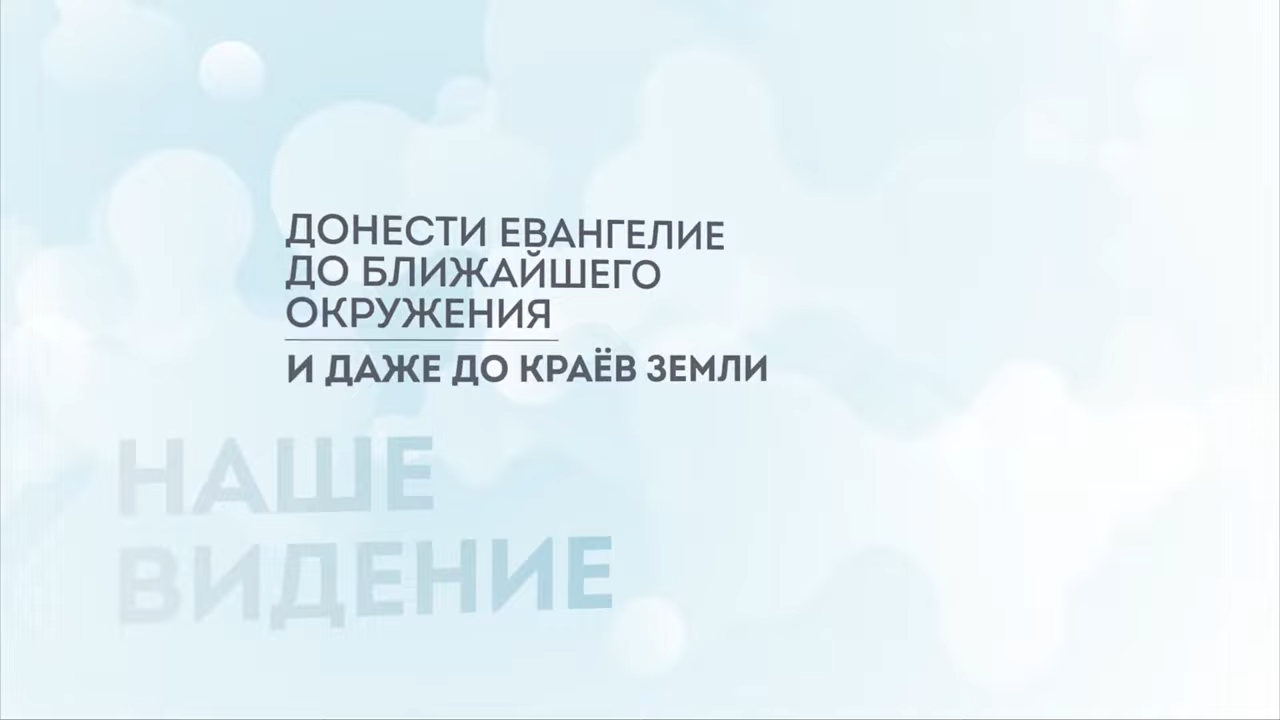 ДОНЕСТИ ЕВАНГЕЛИЕ
ДО БЛИЖАЙШЕГО
ОКРУЖЕНИЯ
И ДАЖЕ ДО КРАЁВ ЗЕМЛИ
НАШЕ
ВИДЕНИЕ